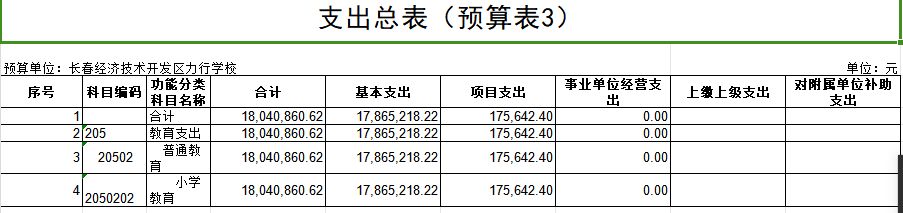 支出总表（预算表3）
预算单位：长春经济技术开发区力行学校 单位：元
序号 科目编码 功能分类科目名称 合计 基本支出 项目支出 事业单位经营支出 上缴上级支出 对附属单位补助支出
1 合计 18,040,860.62 17,865,218.22 175,642.40 0.00
2 205 教育支出 18,040,860.62 17,865,218.22 175,642.40 0.00
3 20502 普通教育 18,040,860.62 17,865,218.22 175,642.40 0.00
4 2050202 小学教育 18,040,860.62 17,865,218.22 175,642.40 0.00